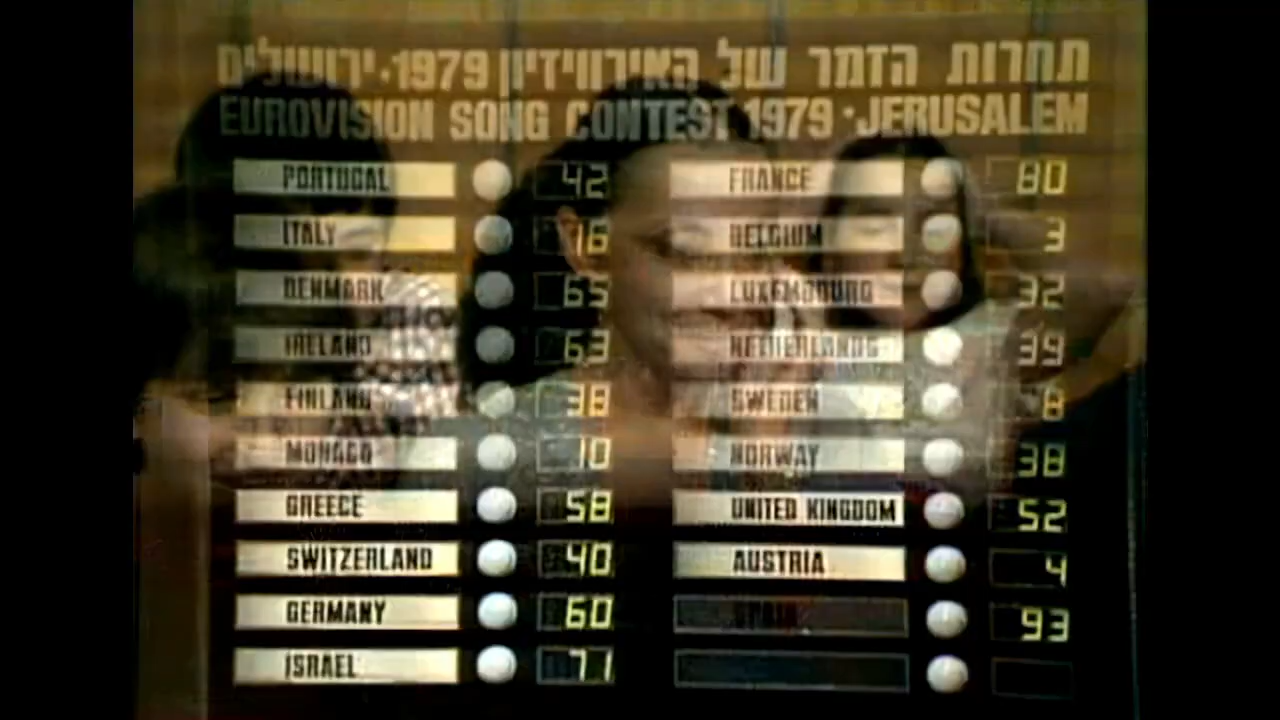 תחרות הזמר של האירוויזיון 1979 · ירושלים
EUROVISION SONG CONTEST 1979 · JERUSALEM
PORTUGAL 42
ITALY 16
DENMARK 65
IRELAND 63
FINLAND 38
MONACO 10
GREECE 58
SWITZERLAND 40
GERMANY 60
ISRAEL 71
FRANCE 80
BELGIUM 3
LUXEMBOURG 32
NETHERLANDS 39
SWEDEN 8
NORWAY 38
UNITED KINGDOM 52
AUSTRIA 4
SPAIN 93